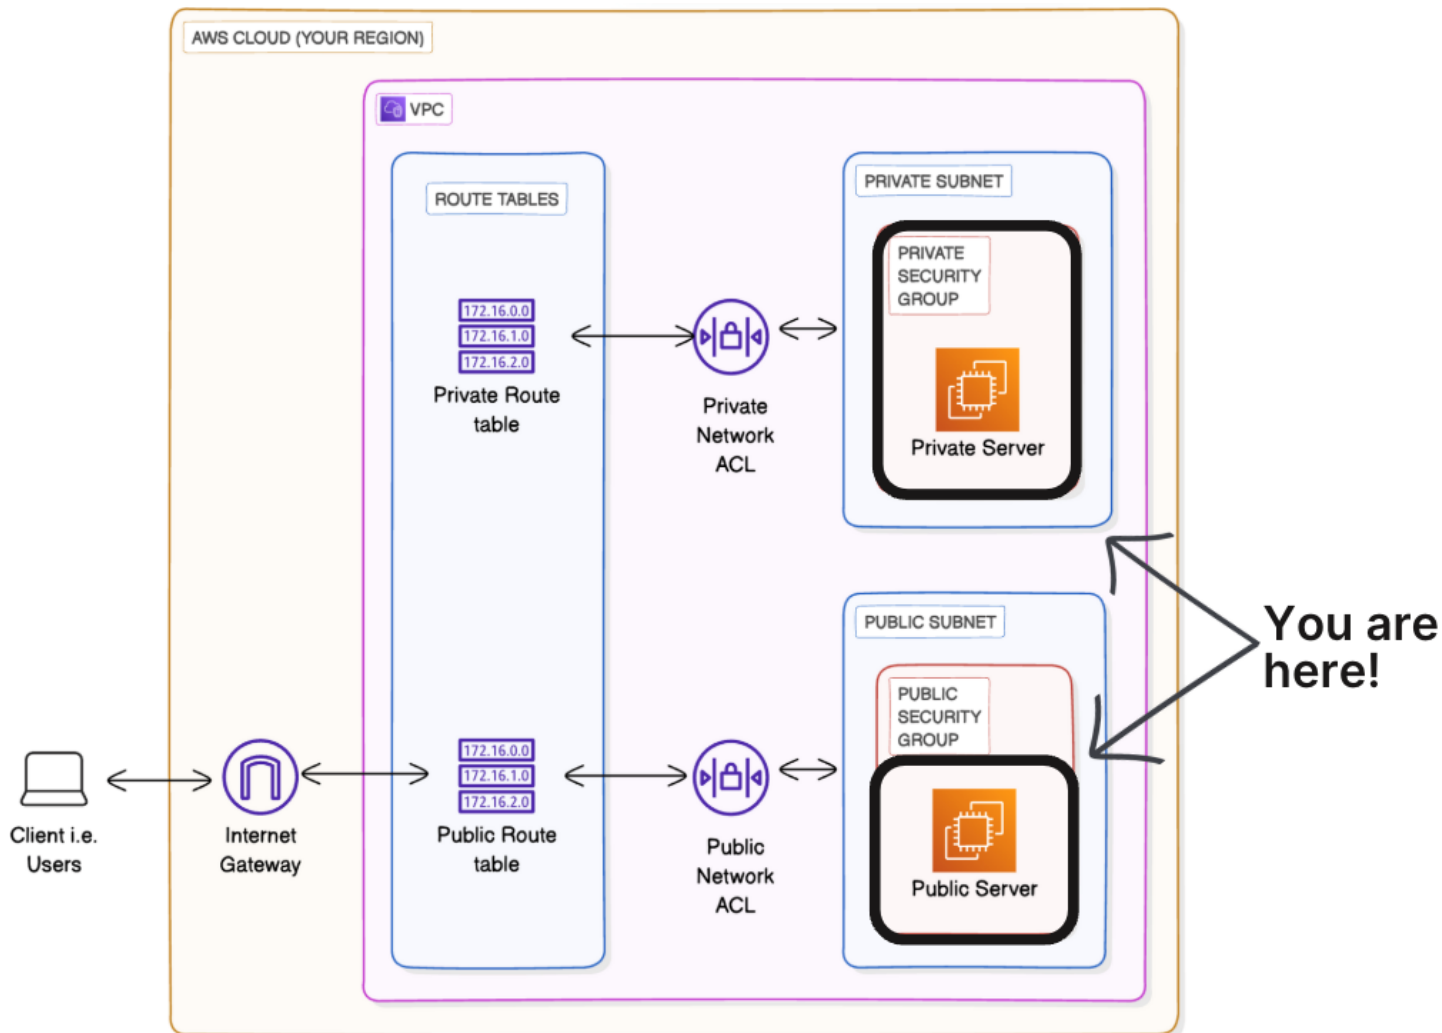 AWS CLOUD (YOUR REGION)
VPC
ROUTE TABLES
172.16.0.0
172.16.1.0
172.16.2.0
Private Route
table
Private
Network
ACL
PRIVATE SUBNET
PRIVATE
SECURITY
GROUP
Private Server
You are
here!
Client i.e.
Users
Internet
Gateway
172.16.0.0
172.16.1.0
172.16.2.0
Public Route
table
Public
Network
ACL
PUBLIC SUBNET
PUBLIC
SECURITY
GROUP
Public Server